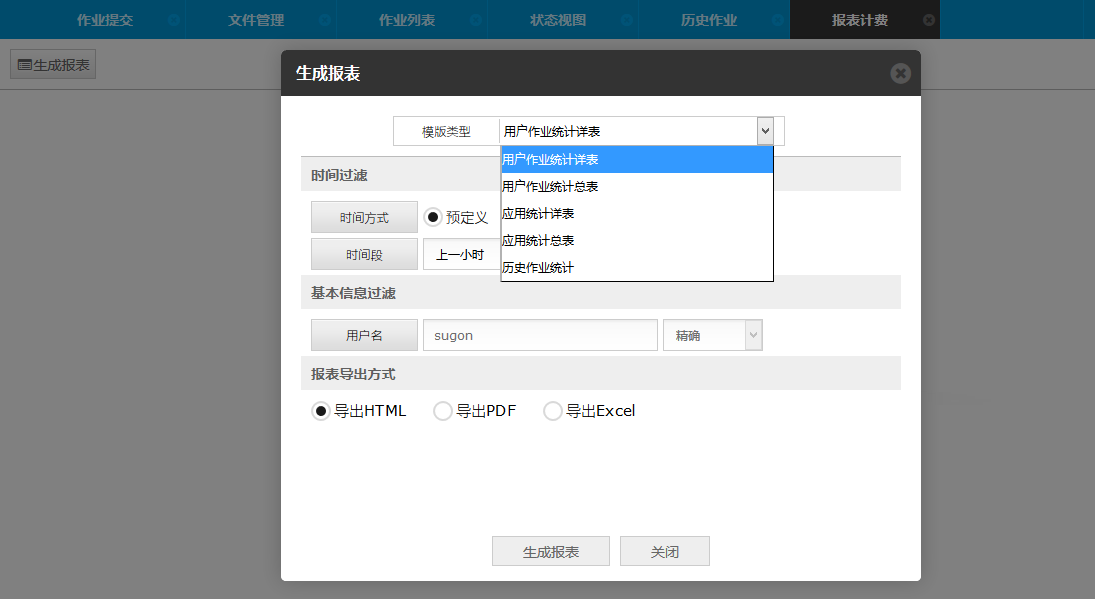 作业提交 文件管理 作业列表 状态视图 历史作业 报表计费
生成报表
生成报表
模版类型 用户作业统计详表
用户作业统计详表
用户作业统计总表
应用统计详表
应用统计总表
历史作业统计
时间过滤
时间方式 预定义
时间段 上一小时
基本信息过滤
用户名 sugon 精确
报表导出方式
导出HTML 导出PDF 导出Excel
生成报表 关闭